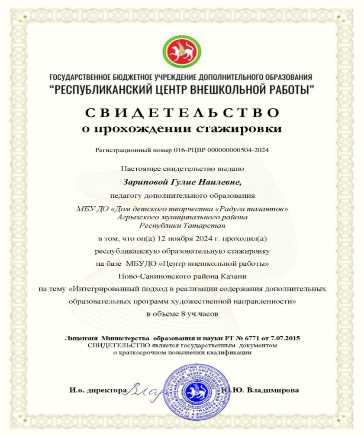 ГОСУДАРСТВЕННОЕ БЮДЖЕТНОЕ УЧРЕЖДЕНИЕ ДОПОЛНИТЕЛЬНОГО ОБРАЗОВАНИЯ
"РЕСПУБЛИКАНСКИЙ ЦЕНТР ВНЕШКОЛЬНОЙ РАБОТЫ"
СВИДЕТЕЛЬСТВО
о прохождении стажировки
Регистрационный номер 016-РЦВР 000000000504-2024
Настоящее свидетельство выдано
Зариповой Гулие Наилевне,
педагогу дополнительного образования
МБУ ДО «Дом детского творчества «Радуга талантов»
Агрызского муниципального района
Республики Татарстан
в том, что он(а) 12 ноября 2024 г. проходил(а)
республиканскую образовательную стажировку
на базе МБУДО «Центр внешкольной работы»
Ново-Савиновского района Казани
на тему «Интегрированный подход в реализации содержания дополнительных
образовательных программ художественной направленности»
в объеме 8 уч.часов
Лицензия Министерства образования и науки РТ № 6771 от 7.07.2015
СВИДЕТЕЛЬСТВО является государственным документом
о краткосрочном повышении квалификации
И.о. директора Ю.Ю. Владимирова